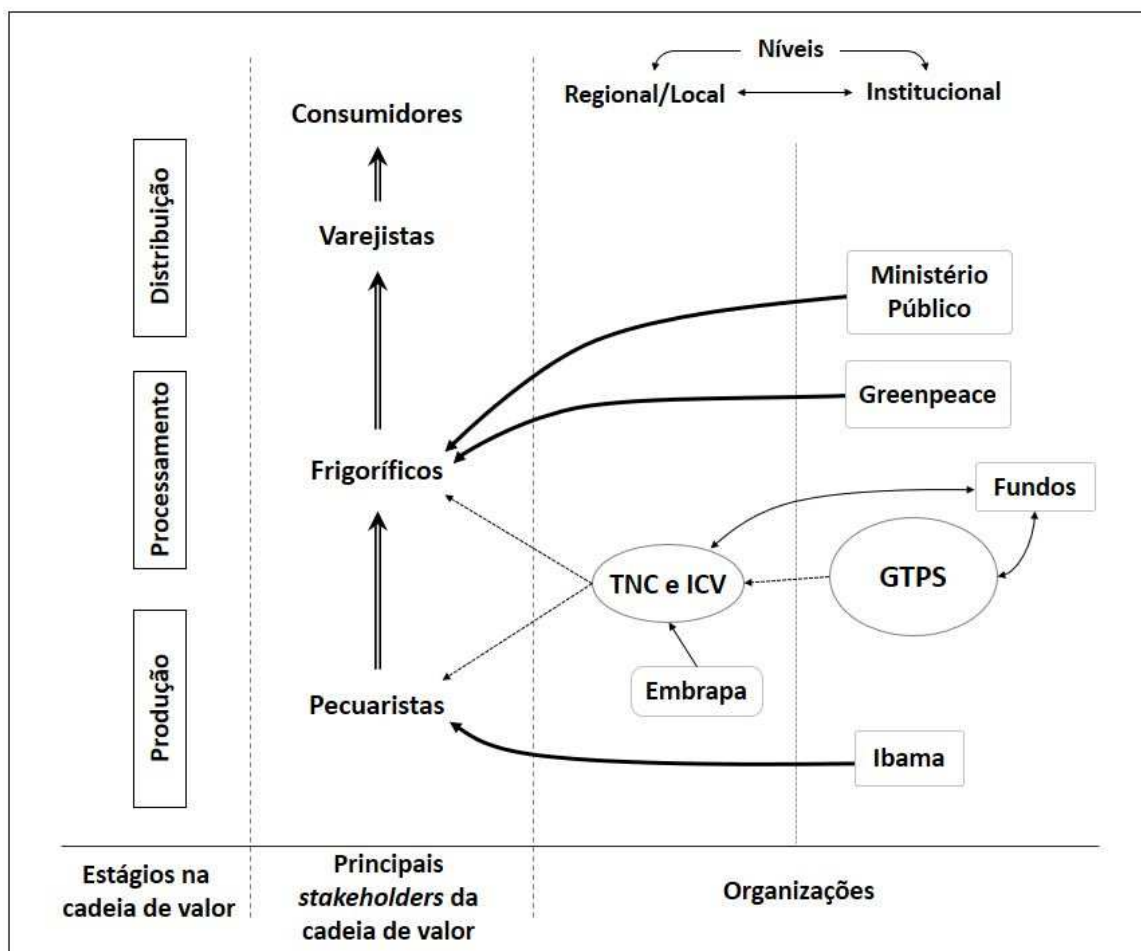 Níveis
Regional/Local
Institucional
Consumidores
Distribuição
Varejistas
Ministério
Público
Greenpeace
Processamento
Frigoríficos
Fundos
TNC e ICV
GTPS
Produção
Embrapa
Pecuaristas
Ibama
Estágios na
cadeia de valor
Principais
stakeholders da
cadeia de valor
Organizações